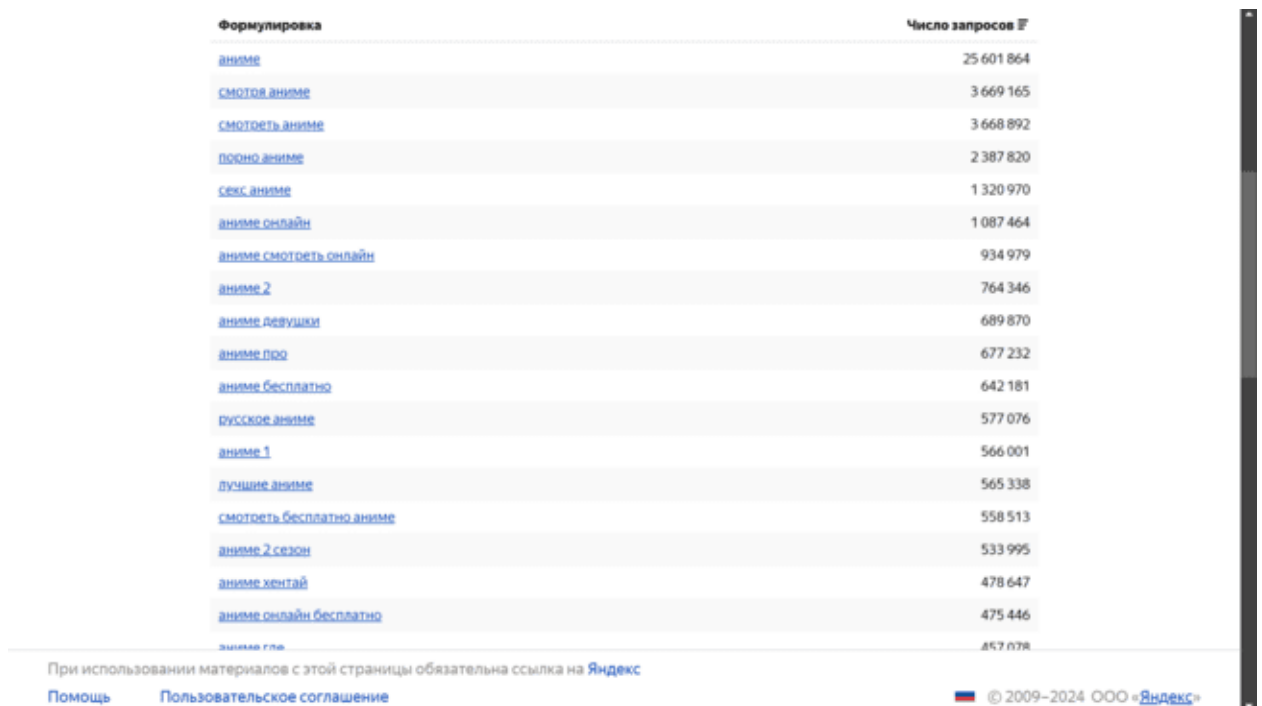 Формулировка Число запросов
аниме 25 601 864
смотря аниме 3 669 165
смотреть аниме 3 668 892
порно аниме 2 387 820
секс аниме 1 320 970
аниме онлайн 1 087 464
аниме смотреть онлайн 934 979
аниме 2 764 346
аниме девушки 689 870
аниме про 677 232
аниме бесплатно 642 181
русское аниме 577 076
аниме 1 566 001
лучшие аниме 565 338
смотреть бесплатно аниме 558 513
аниме 2 сезон 533 995
аниме хентай 478 647
аниме онлайн бесплатно 475 446
аниме где 457 078
При использовании материалов с этой страницы обязательна ссылка на Яндекс
Помощь Пользовательское соглашение © 2009–2024 ООО «Яндекс»